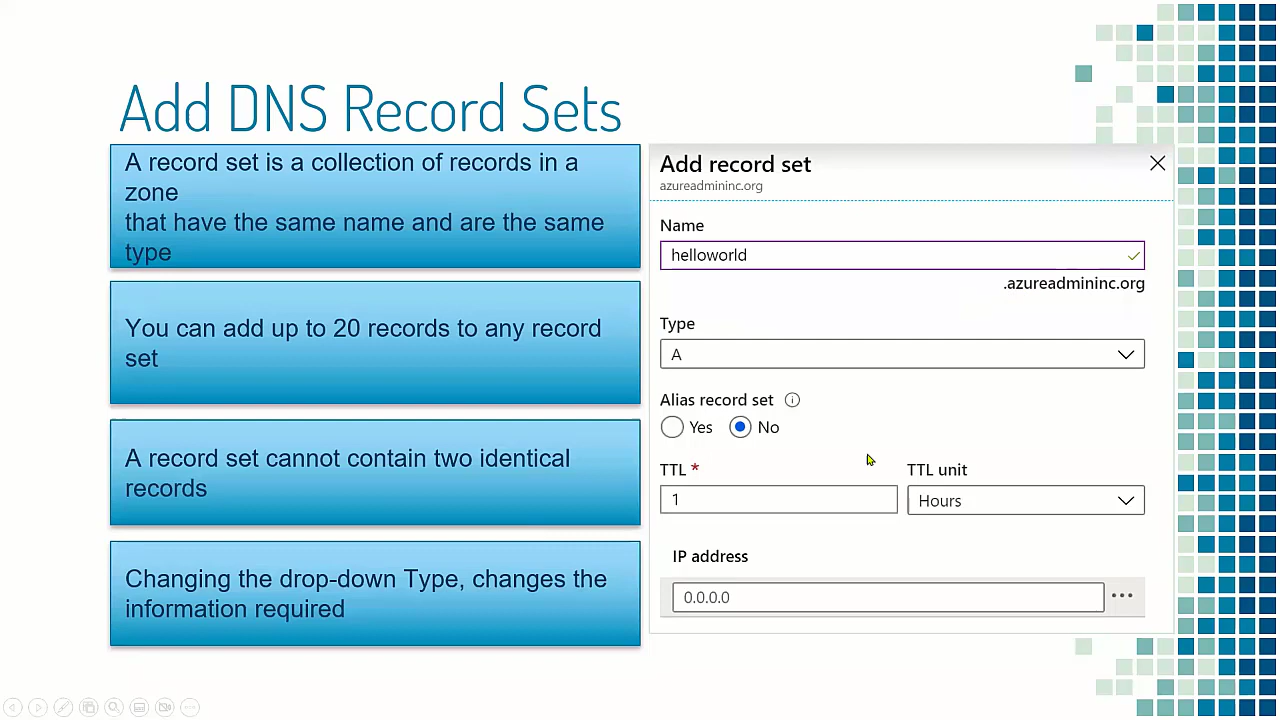 Add DNS Record Sets
A record set is a collection of records in a
zone
that have the same name and are the same
type
You can add up to 20 records to any record
set
A record set cannot contain two identical
records
Changing the drop-down Type, changes the
information required
Add record set
azureadmininc.org
Name
helloworld
.azureadmininc.org
Type
A
Alias record set
Yes No
TTL * TTL unit
1 Hours
IP address
0.0.0.0